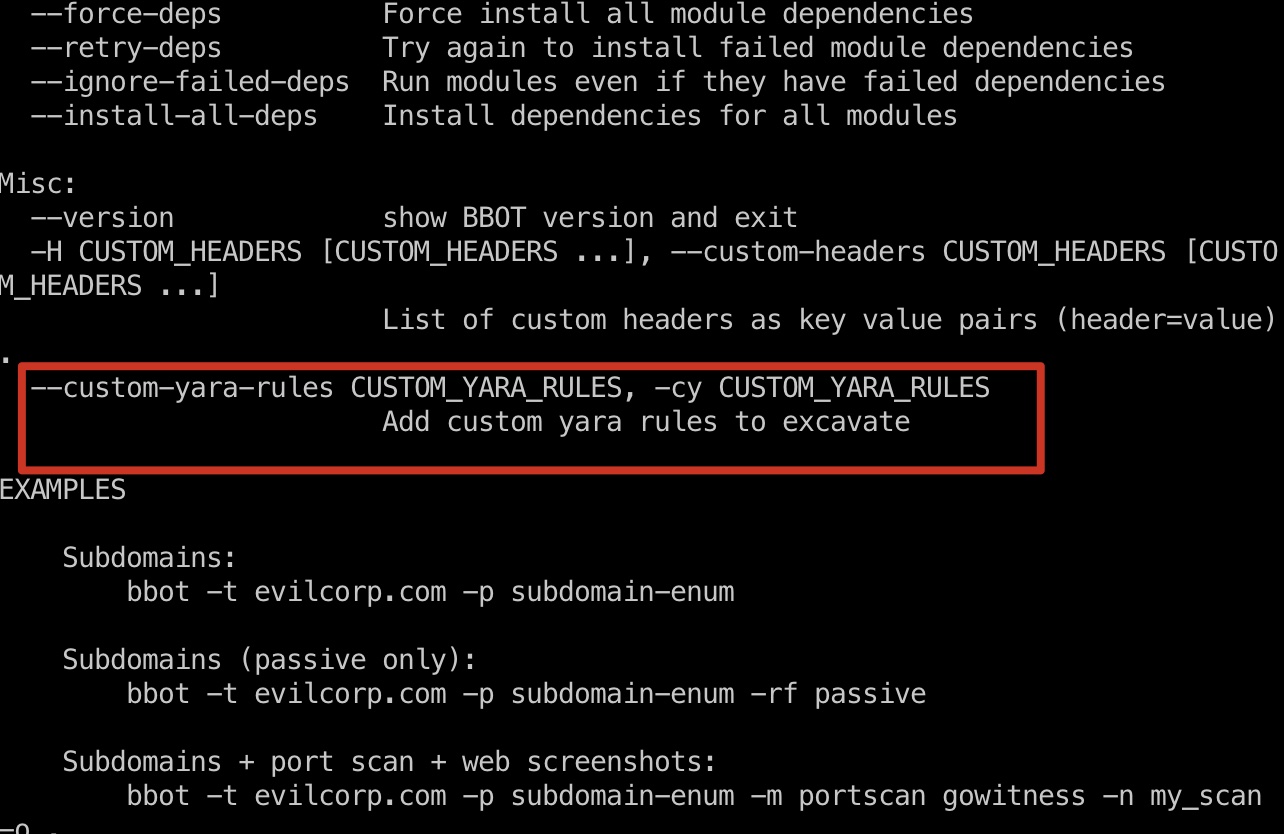 --force-deps          Force install all module dependencies
--retry-deps          Try again to install failed module dependencies
--ignore-failed-deps  Run modules even if they have failed dependencies
--install-all-deps    Install dependencies for all modules
Misc:
--version             show BBOT version and exit
-H CUSTOM_HEADERS [CUSTOM_HEADERS ...], --custom-headers CUSTOM_HEADERS [CUSTO
M_HEADERS ...]
List of custom headers as key value pairs (header=value)
.
--custom-yara-rules CUSTOM_YARA_RULES, -cy CUSTOM_YARA_RULES
Add custom yara rules to excavate
EXAMPLES
Subdomains:
bbot -t evilcorp.com -p subdomain-enum
Subdomains (passive only):
bbot -t evilcorp.com -p subdomain-enum -rf passive
Subdomains + port scan + web screenshots:
bbot -t evilcorp.com -p subdomain-enum -m portscan gowitness -n my_scan